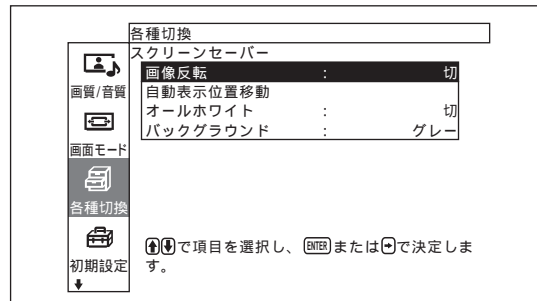 各種切換
スクリーンセーバー
画像反転 : 切
自動表示位置移動
オールホワイト : 切
バックグラウンド : グレー
画質/音質
画面モード
各種切換
初期設定
で項目を選択し、ENTERまたはで決定しま
す。